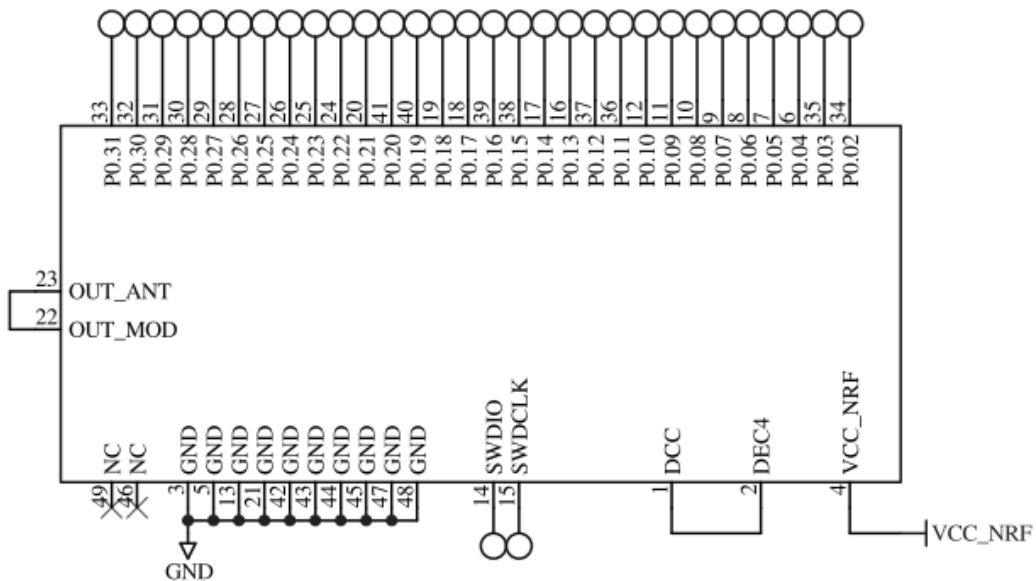 33 32 31 30 29 28 27 26 25 24 20 41 40 19 18 39 38 17 16 37 36 12 11 10 9 8 7 6 35 34
P0.31 P0.30 P0.29 P0.28 P0.27 P0.26 P0.25 P0.24 P0.23 P0.22 P0.21 P0.20 P0.19 P0.18 P0.17 P0.16 P0.15 P0.14 P0.13 P0.12 P0.11 P0.10 P0.09 P0.08 P0.07 P0.06 P0.05 P0.04 P0.03 P0.02
23 OUT_ANT
22 OUT_MOD
NC NC GND GND GND GND GND GND GND GND GND GND SWDIO SWDCLK DCC DEC4 VCC_NRF
49 46 3 5 13 21 42 43 44 45 47 48 14 15 1 2 4
VCC_NRF
GND